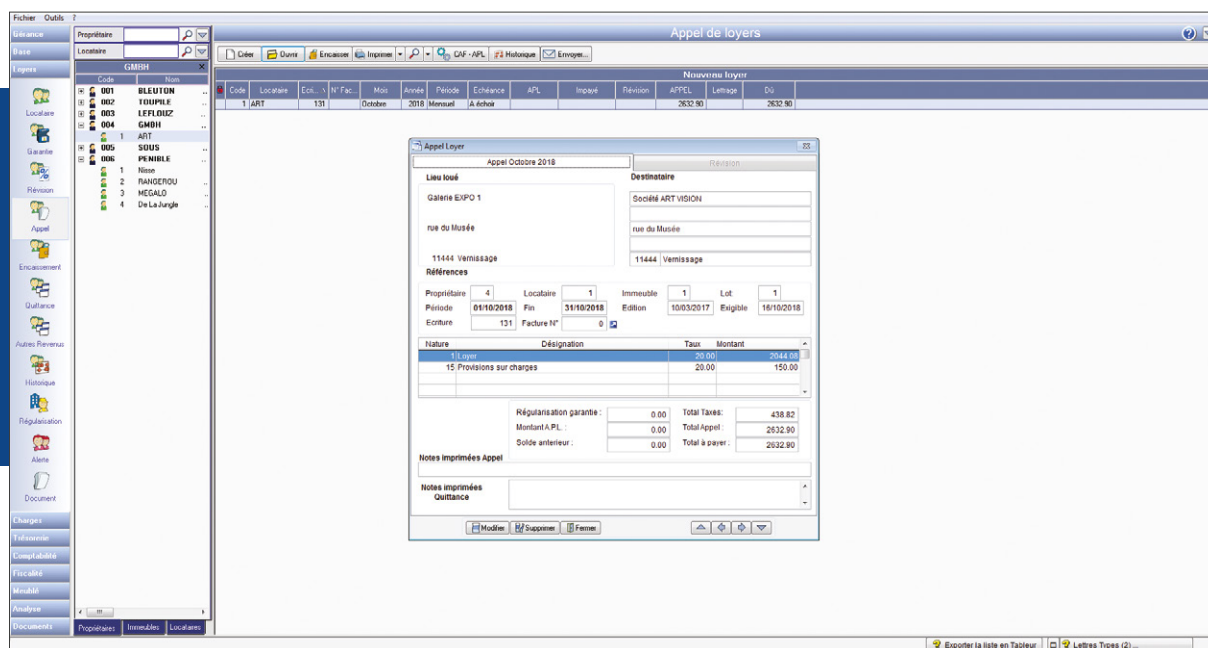 Fichier Outils ?
Gérance
Base
Loyers
Locataire
Garantie
Révision
Appel
Encaissement
Quittance
Autres Revenus
Historique
Régularisation
Alerte
Document
Charges
Trésorerie
Comptabilité
Fiscalité
Meublé
Analyse
Documents
Propriétaire
Locataire
GMBH
Code Nom
001 BLEUTON ..
002 TOUPILE ..
003 LEFLOUZ ..
004 GMBH ..
1 ART
005 SOUS ..
006 PENIBLE ..
1 Nisse
2 RANGEROU ..
3 MEGALO ..
4 De La Jungle ..
Propriétaires Immeubles Locataires
Appel de loyers
Créer Ouvrir Encaisser Imprimer CAF - APL Historique Envoyer...
Nouveau loyer
Code Locataire Ecri... N° Fac... Mois Année Période Echéance APL Impayé Révision APPEL Lettrage Dû
1 ART 131 Octobre 2018 Mensuel A échoir 2632.90 2632.90
Appel Loyer
Appel Octobre 2018 Révision
Lieu loué Destinataire
Galerie EXPO 1 Société ART VISION
rue du Musée rue du Musée
11444 Vernissage 11444 Vernissage
Références
Propriétaire 4 Locataire 1 Immeuble 1 Lot: 1
Période 01/10/2018 Fin 31/10/2018 Edition 10/03/2017 Exigible 16/10/2018
Ecriture 131 Facture N° 0
Nature Désignation Taux Montant
1 Loyer 20.00 2044.08
15 Provisions sur charges 20.00 150.00
Régularisation garantie : 0.00 Total Taxes: 438.82
Montant A.P.L. : 0.00 Total Appel : 2632.90
Solde anterieur : 0.00 Total à payer : 2632.90
Notes imprimées Appel
Notes imprimées
Quittance
Modifier Supprimer Fermer
Exporter la liste en Tableur Lettres Types (2) ...